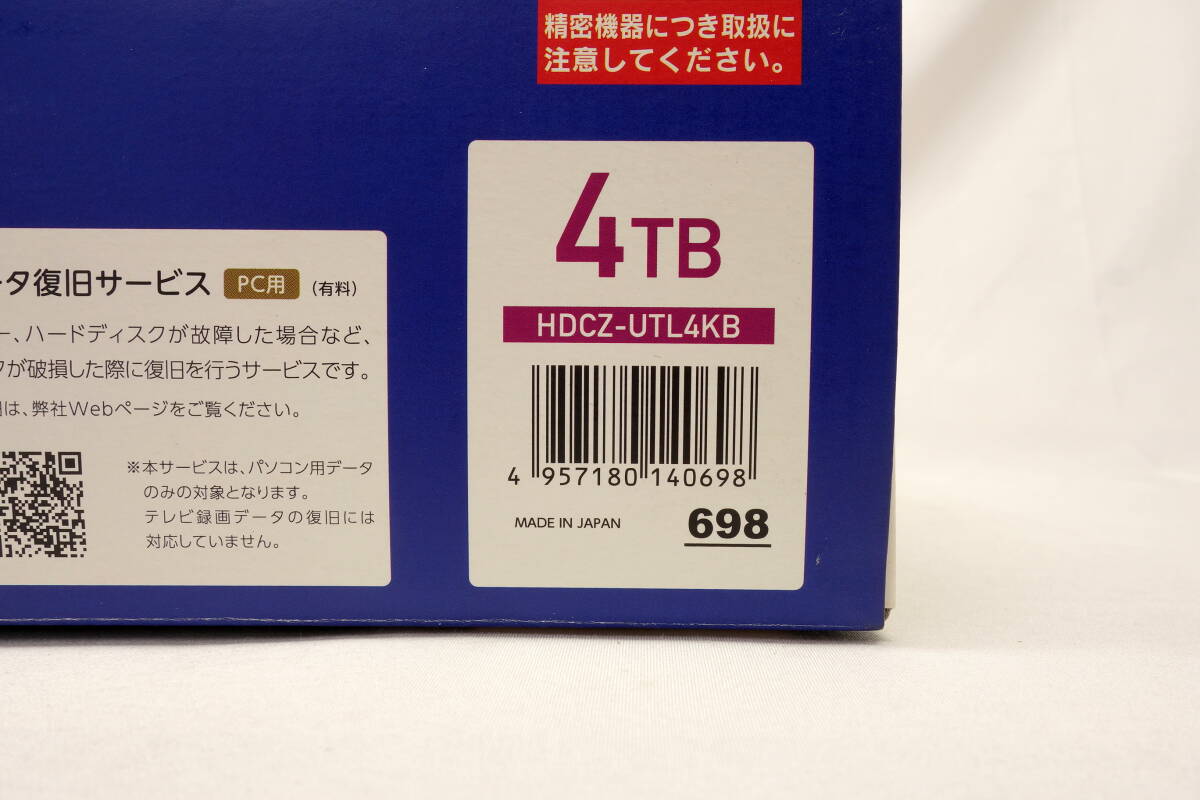 精密機器につき取扱に
注意してください。
4TB
HDCZ-UTL4KB
4 957180 140698
MADE IN JAPAN
698
タ復旧サービス PC用 (有料)
、ハードディスクが故障した場合など、
が破損した際に復旧を行うサービスです。
は、弊社Webページをご覧ください。
※本サービスは、パソコン用データ
のみの対象となります。
テレビ録画データの復旧には
対応していません。